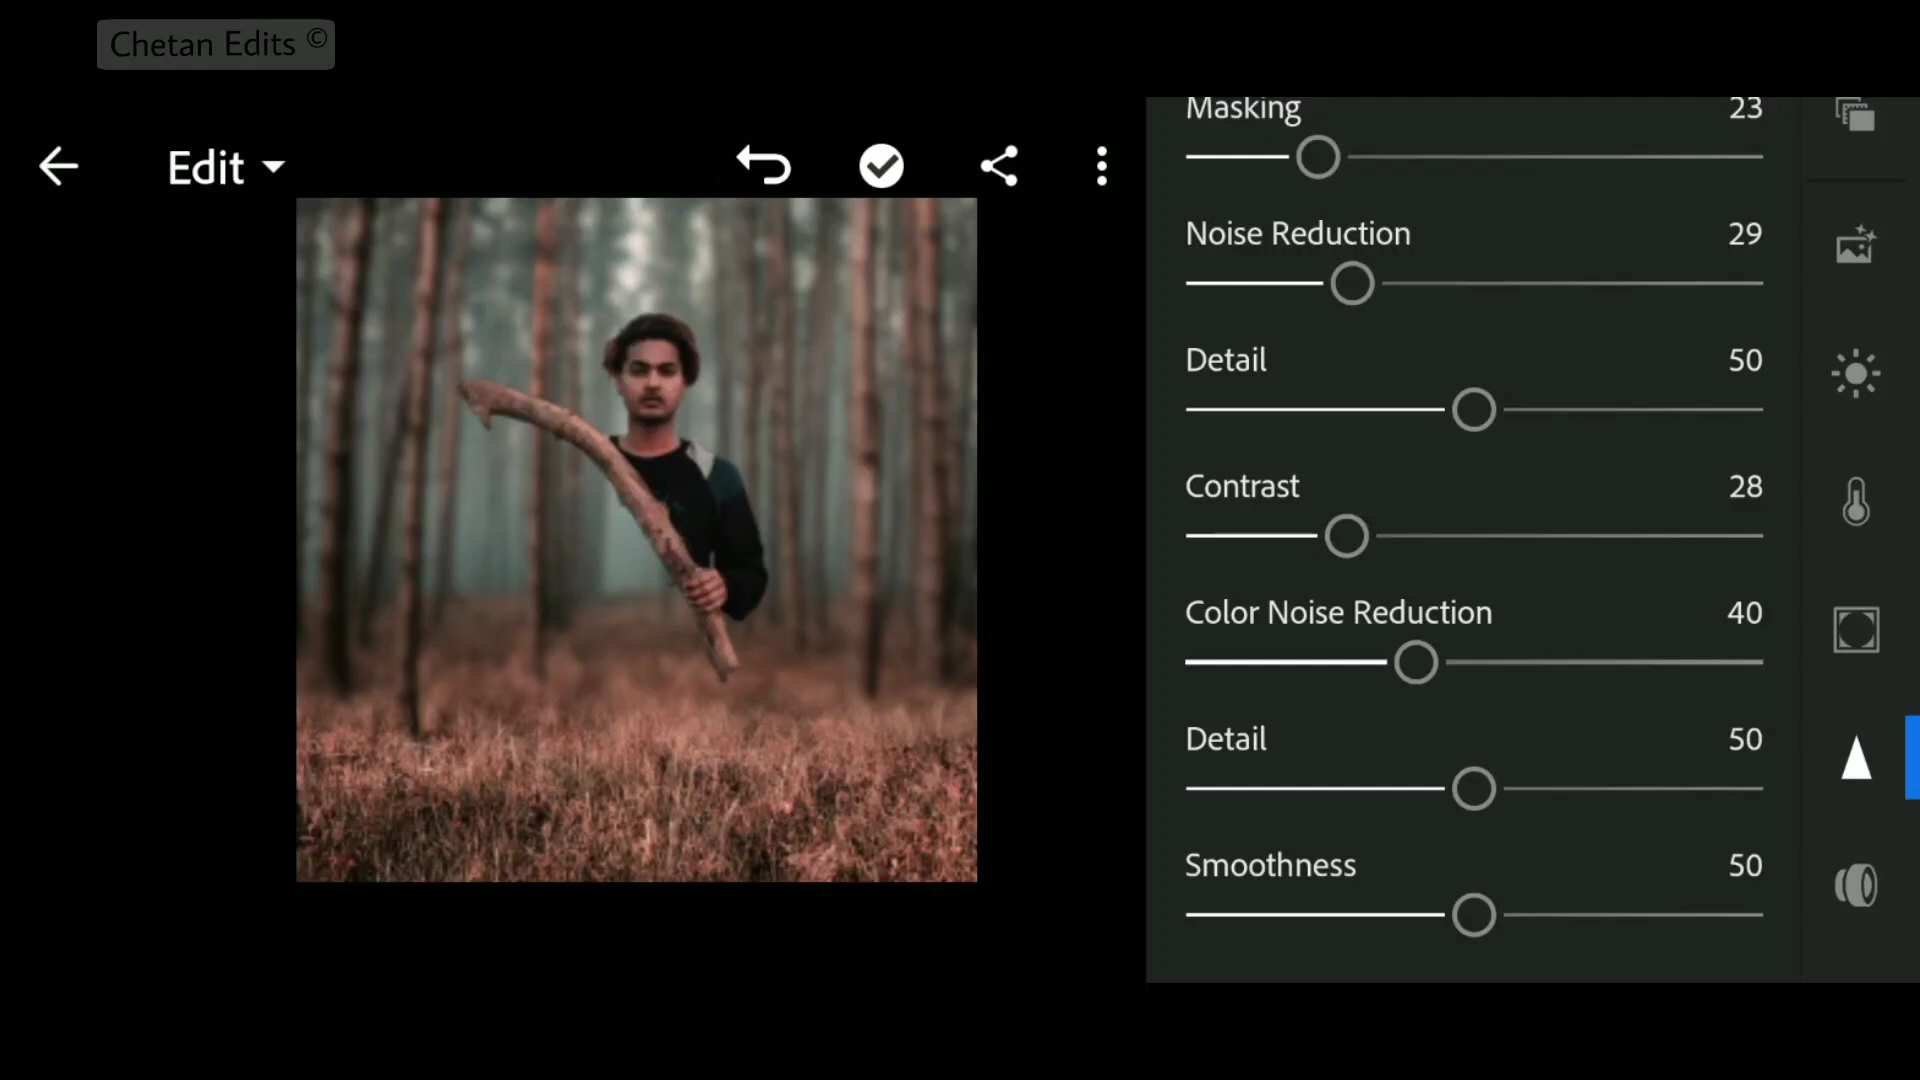 Chetan Edits ©
Edit
Masking 23
Noise Reduction 29
Detail 50
Contrast 28
Color Noise Reduction 40
Detail 50
Smoothness 50